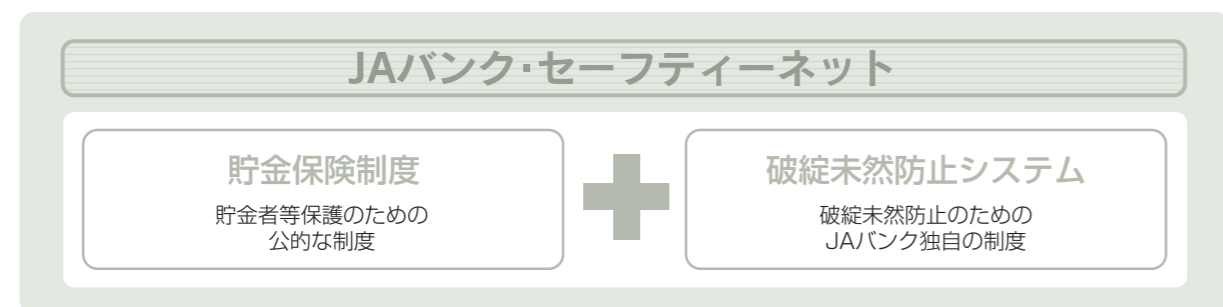 JAバンク・セーフティーネット
貯金保険制度
貯金者等保護のための
公的な制度
破綻未然防止システム
破綻未然防止のための
JAバンク独自の制度